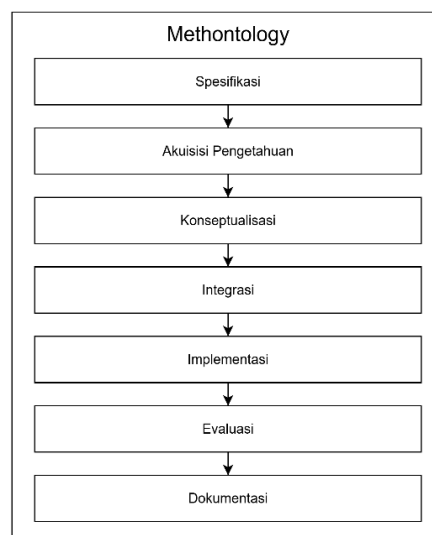 Methontology
Spesifikasi
Akuisisi Pengetahuan
Konseptualisasi
Integrasi
Implementasi
Evaluasi
Dokumentasi